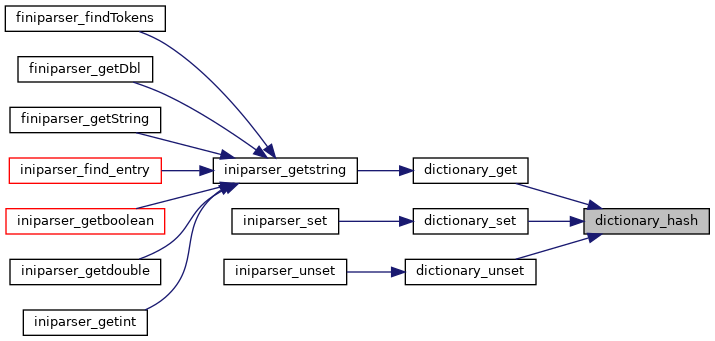 finiparser_findTokens
finiparser_getDbl
finiparser_getString
iniparser_find_entry
iniparser_getstring
dictionary_get
iniparser_getboolean
iniparser_set
dictionary_set
dictionary_hash
iniparser_getdouble
iniparser_unset
dictionary_unset
iniparser_getint